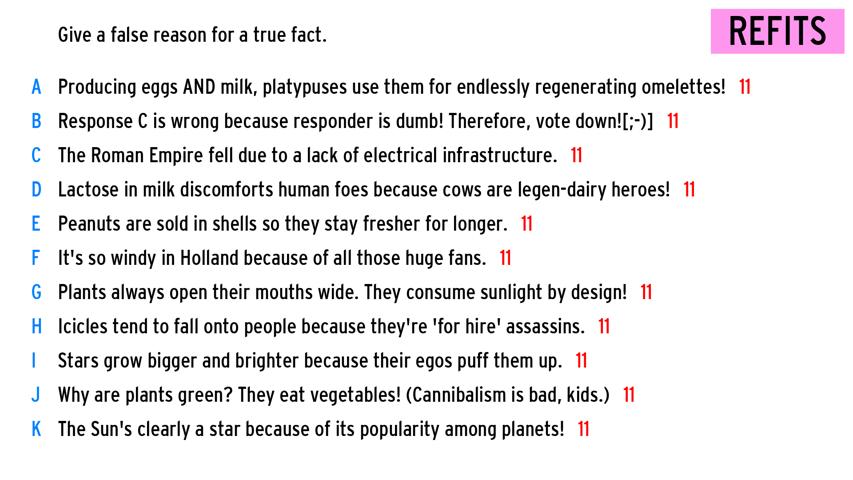 Give a false reason for a true fact.
REFITS
A Producing eggs AND milk, platypuses use them for endlessly regenerating omelettes! 11
B Response C is wrong because responder is dumb! Therefore, vote down![;-)] 11
C The Roman Empire fell due to a lack of electrical infrastructure. 11
D Lactose in milk discomforts human foes because cows are legen-dairy heroes! 11
E Peanuts are sold in shells so they stay fresher for longer. 11
F It's so windy in Holland because of all those huge fans. 11
G Plants always open their mouths wide. They consume sunlight by design! 11
H Icicles tend to fall onto people because they're 'for hire' assassins. 11
I Stars grow bigger and brighter because their egos puff them up. 11
J Why are plants green? They eat vegetables! (Cannibalism is bad, kids.) 11
K The Sun's clearly a star because of its popularity among planets! 11